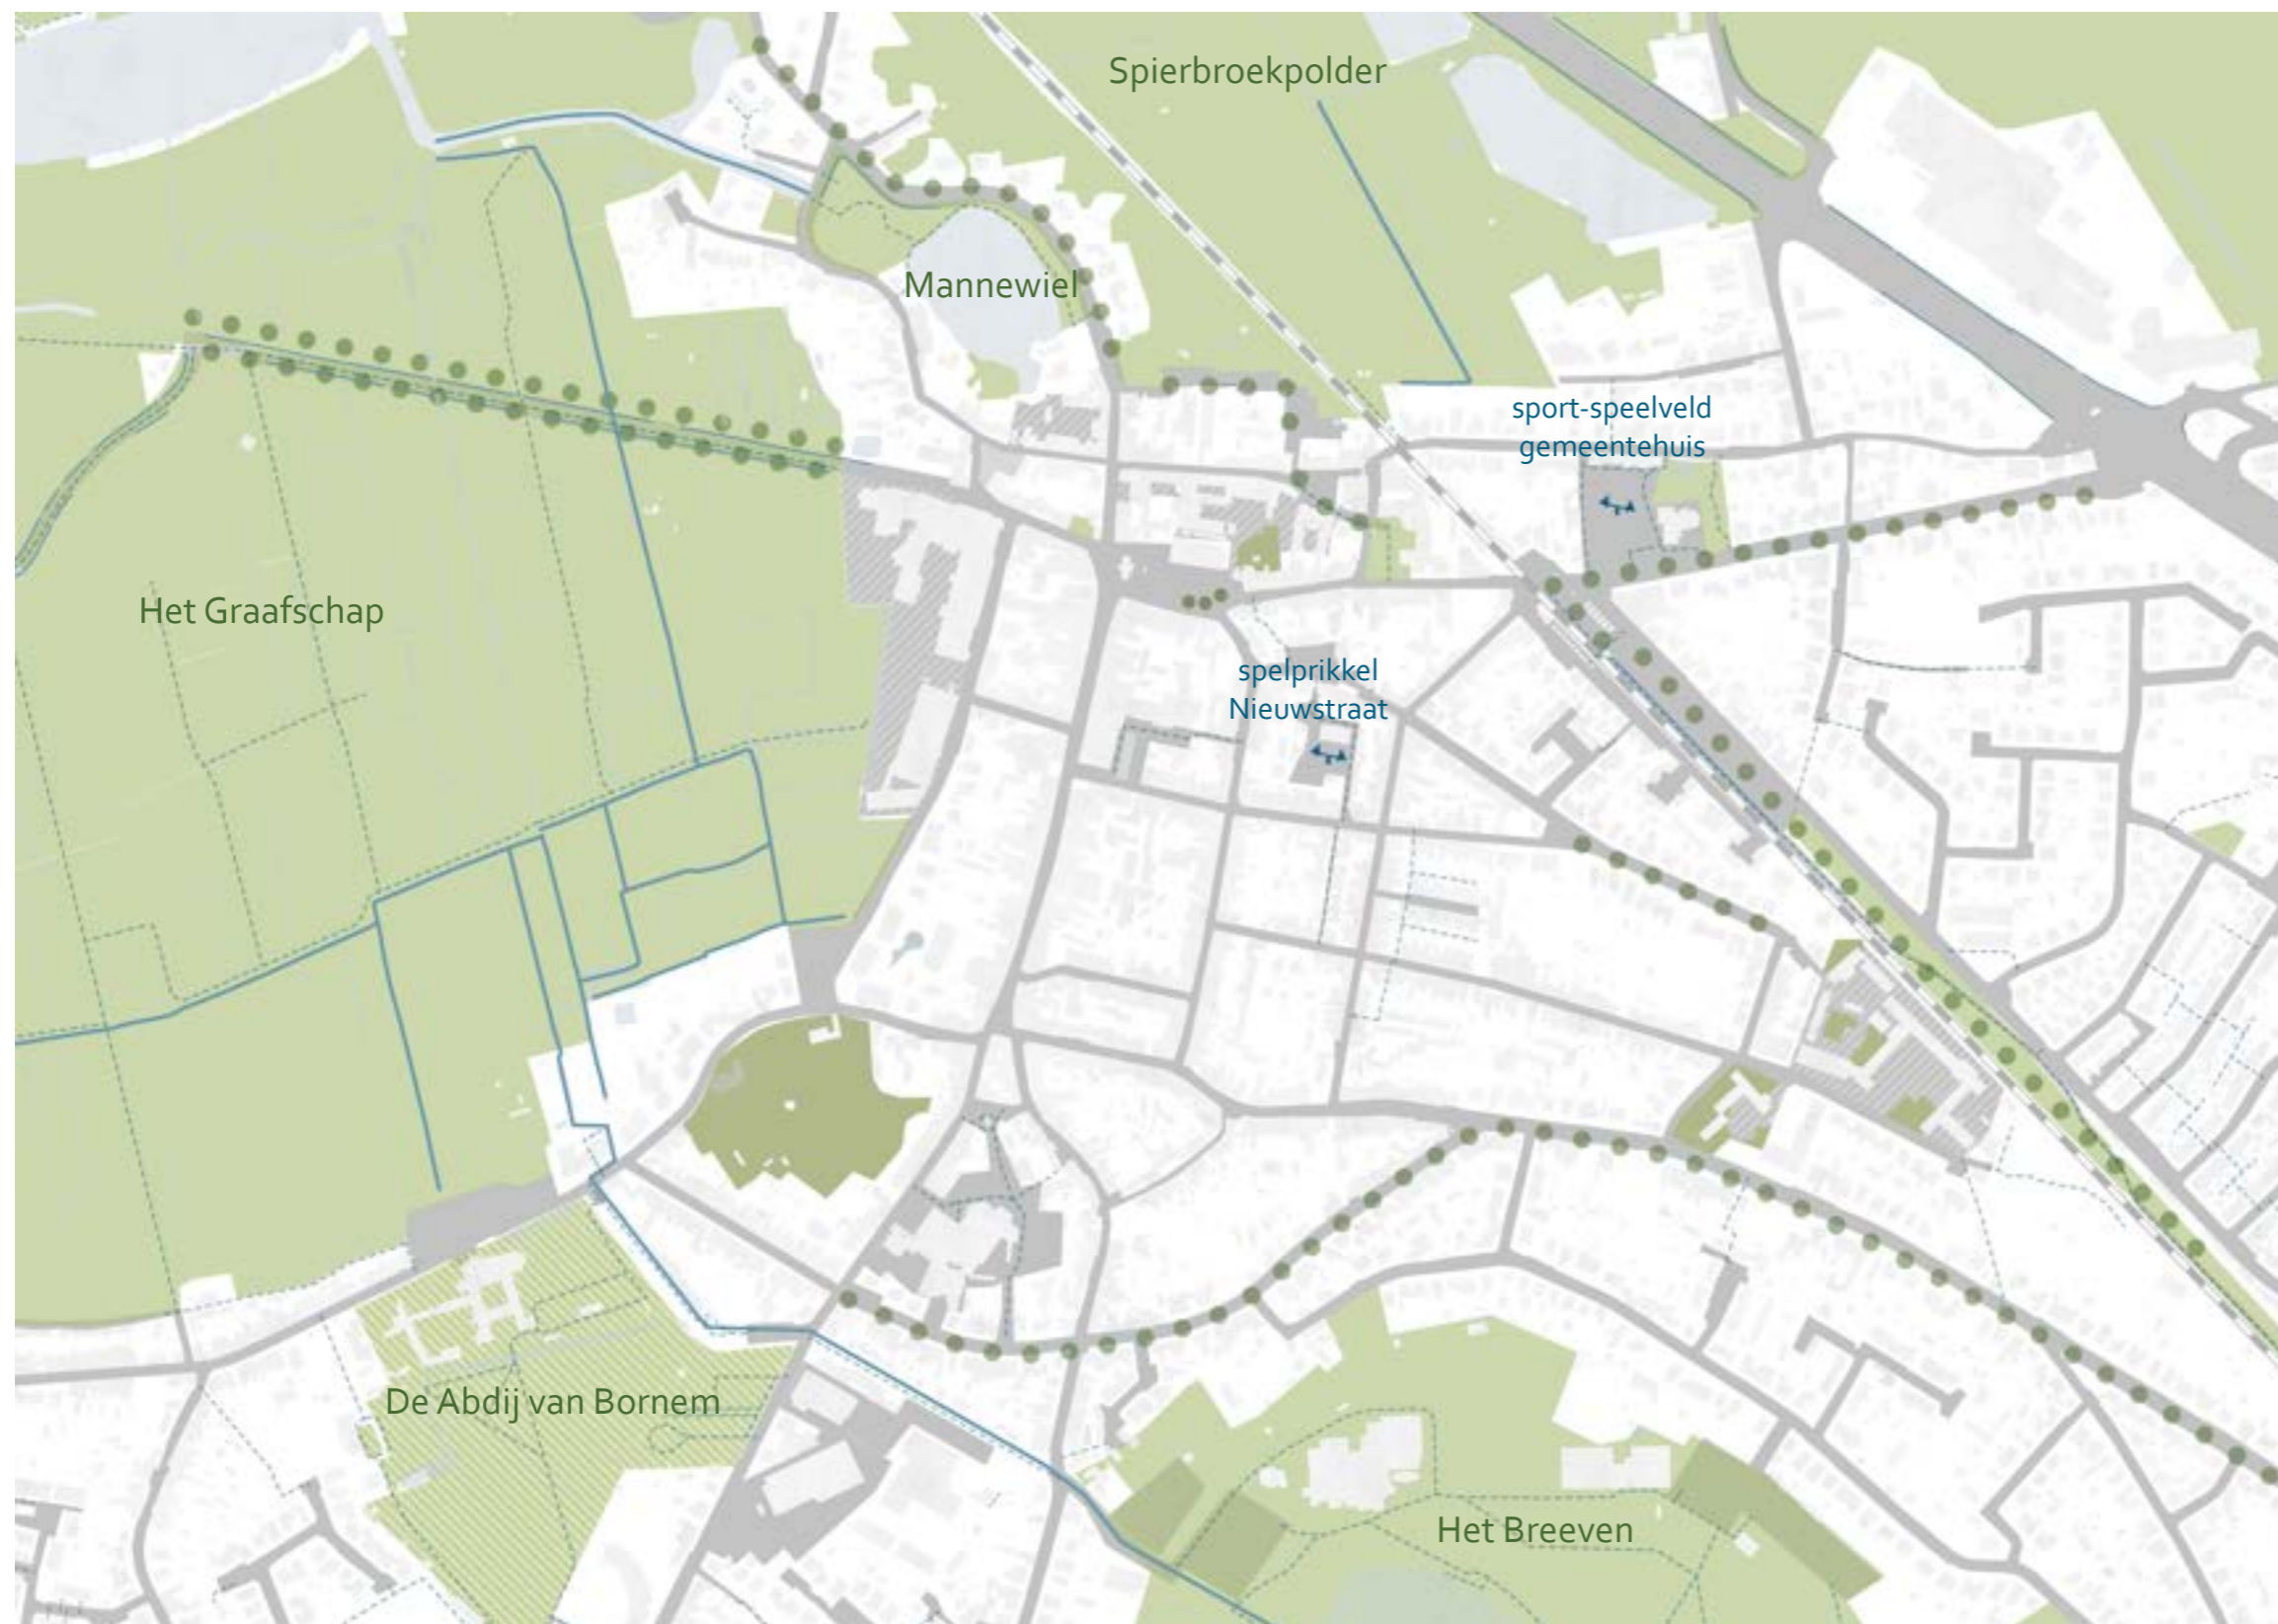 Spierbroekpolder
Mannewiel
sport-speelveld
gemeentehuis
Het Graafschap
spelprikkel
Nieuwstraat
De Abdij van Bornem
Het Breeven